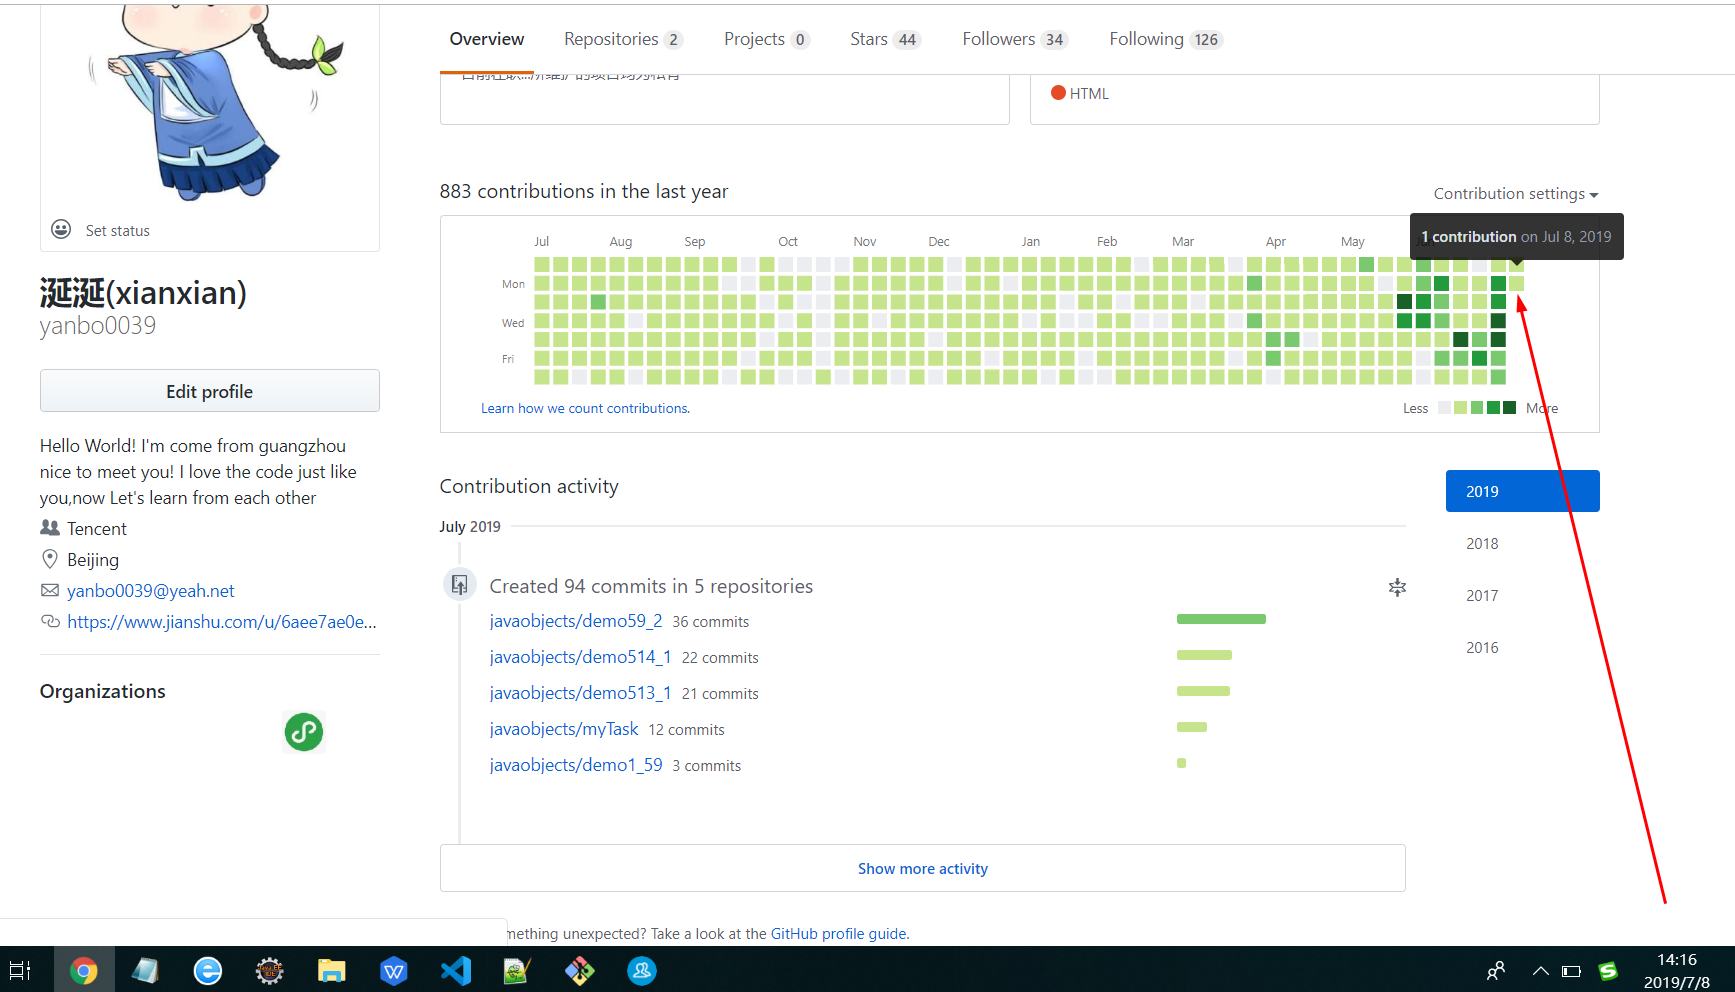 Overview Repositories 2 Projects 0 Stars 44 Followers 34 Following 126
HTML
883 contributions in the last year
Contribution settings
1 contribution on Jul 8, 2019
Jul Aug Sep Oct Nov Dec Jan Feb Mar Apr May
Mon
Wed
Fri
Learn how we count contributions.
Less More
Set status
涎涎(xianxian)
yanbo0039
Edit profile
Hello World! I'm come from guangzhou
nice to meet you! I love the code just like
you,now Let's learn from each other
Tencent
Beijing
yanbo0039@yeah.net
https://www.jianshu.com/u/6aee7ae0e...
Organizations
Contribution activity
2019
2018
2017
2016
July 2019
Created 94 commits in 5 repositories
javaobjects/demo59_2 36 commits
javaobjects/demo514_1 22 commits
javaobjects/demo513_1 21 commits
javaobjects/myTask 12 commits
javaobjects/demo1_59 3 commits
Show more activity
mething unexpected? Take a look at the GitHub profile guide.
14:16
2019/7/8